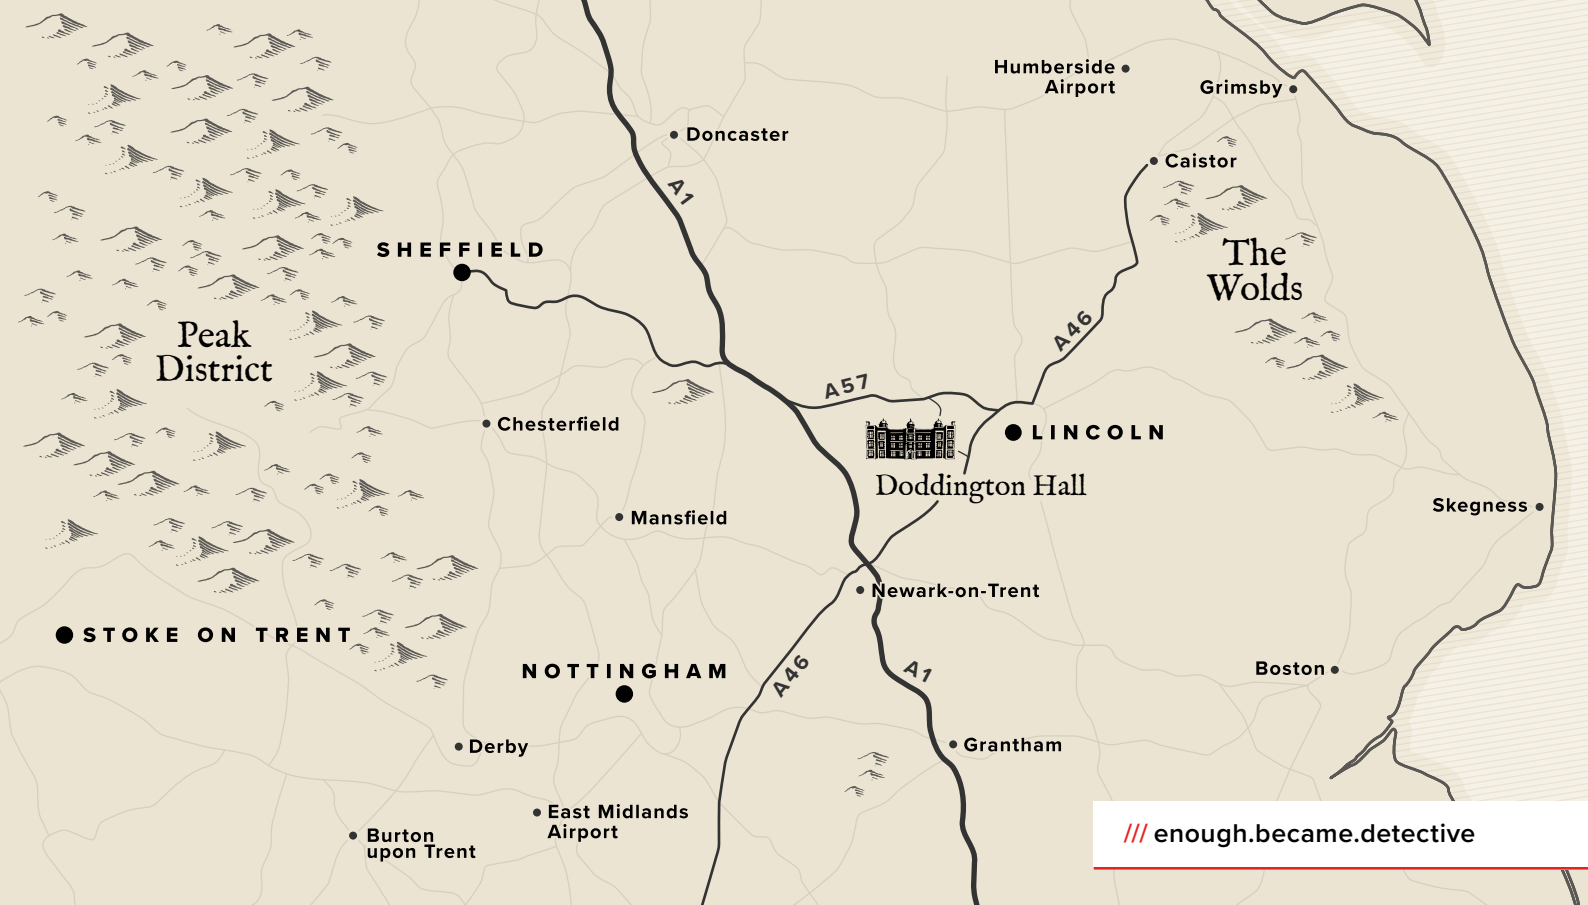 Humberside
Airport
Grimsby
Doncaster
Caistor
A1
SHEFFIELD
The
Wolds
A46
Peak
District
A57
Chesterfield
LINCOLN
Doddington Hall
Skegness
Mansfield
Newark-on-Trent
STOKE ON TRENT
NOTTINGHAM
A46
A1
Boston
Derby
Grantham
East Midlands
Airport
Burton
upon Trent
/// enough.became.detective